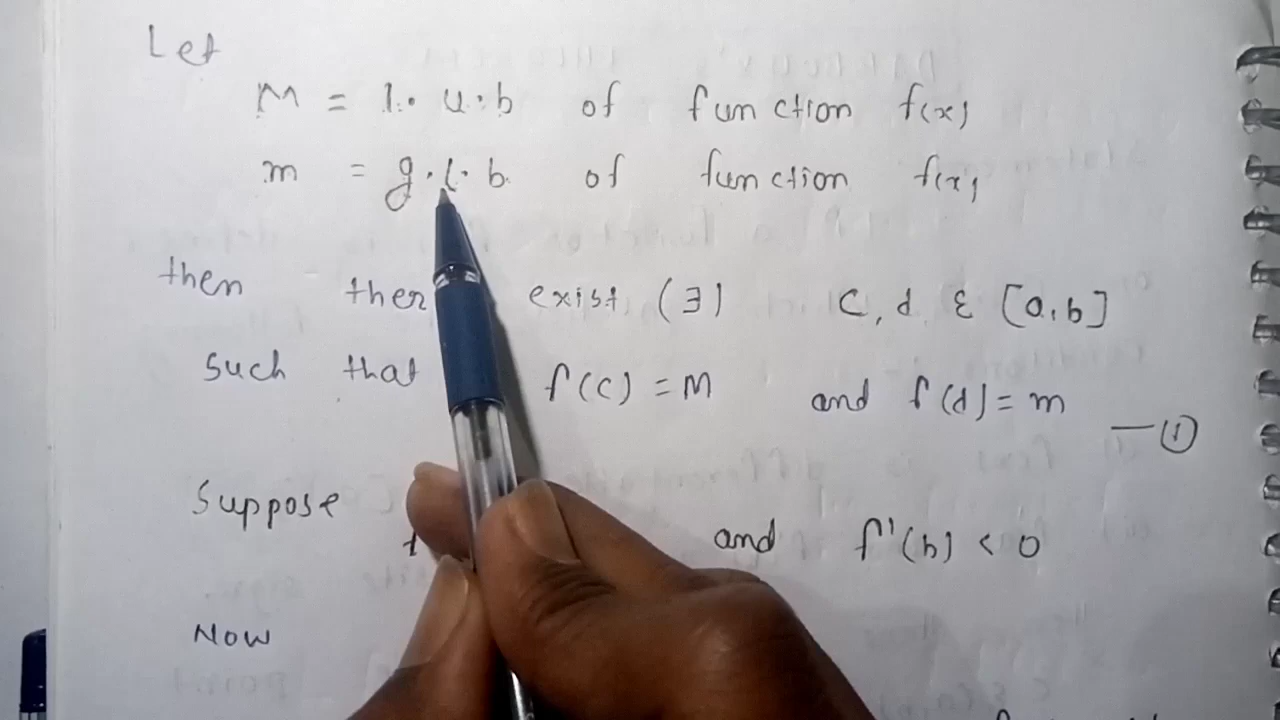 Let
M = l. u. b of function f(x)
m = g. l. b. of function f(x)
then ther exist (∃) c, d ε [a, b]
such that f(c) = M and f(d) = m — ①
Suppose and f'(b) < 0
Now